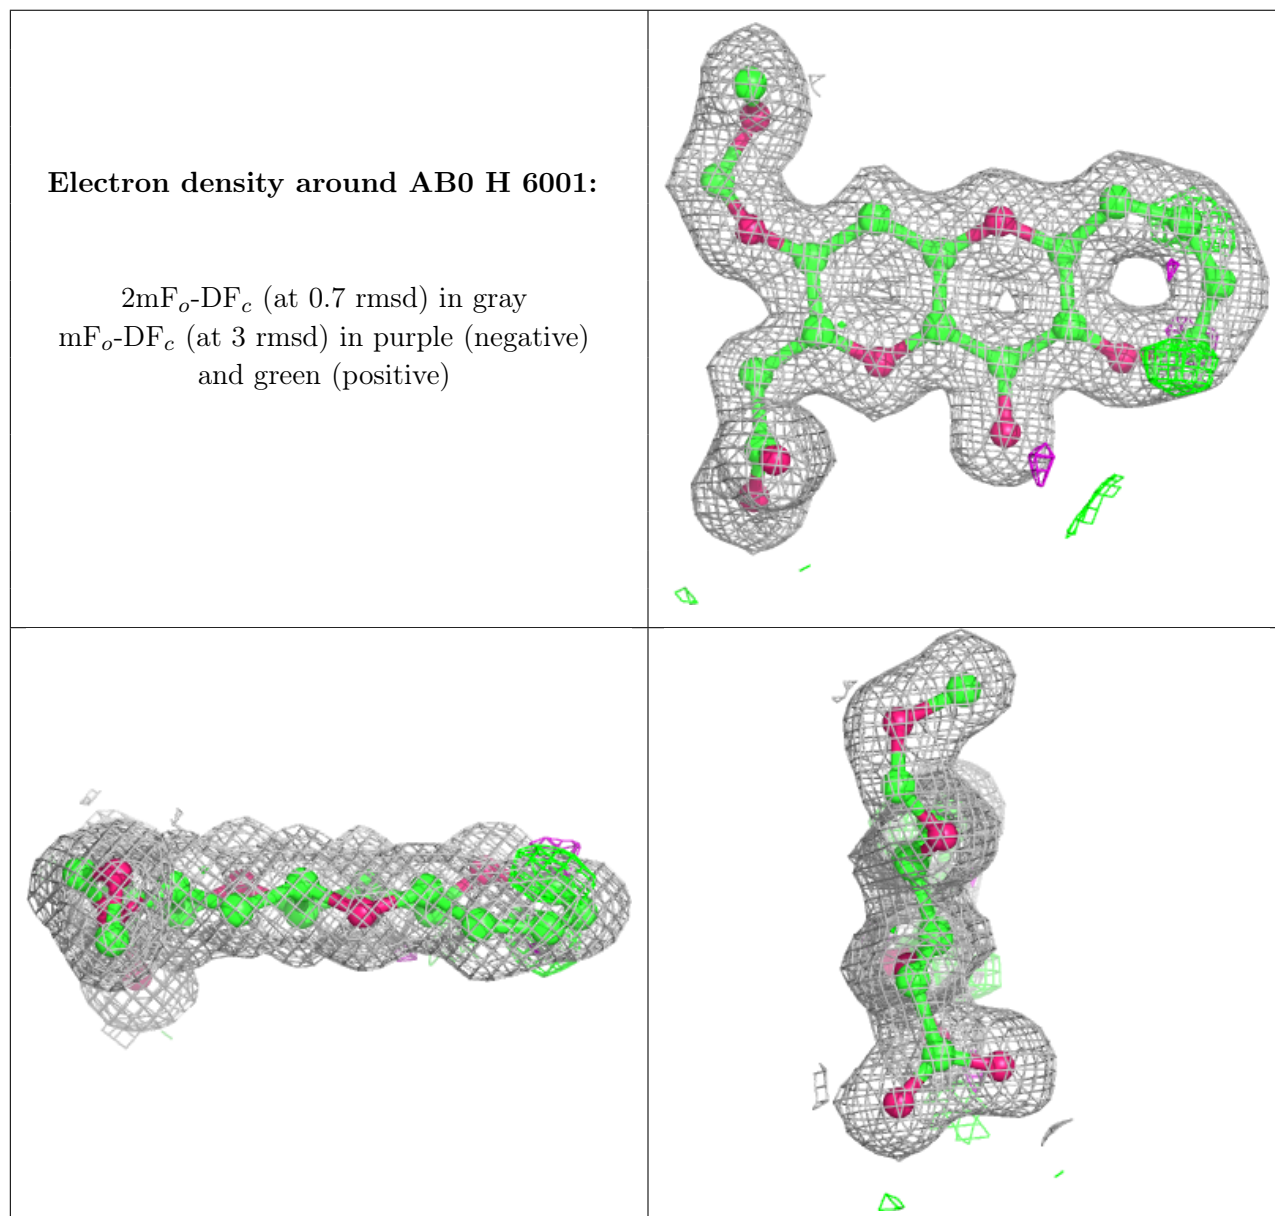 Electron density around AB0 H 6001:
2mFₒ-DF𝒸 (at 0.7 rmsd) in gray
mFₒ-DF𝒸 (at 3 rmsd) in purple (negative)
and green (positive)